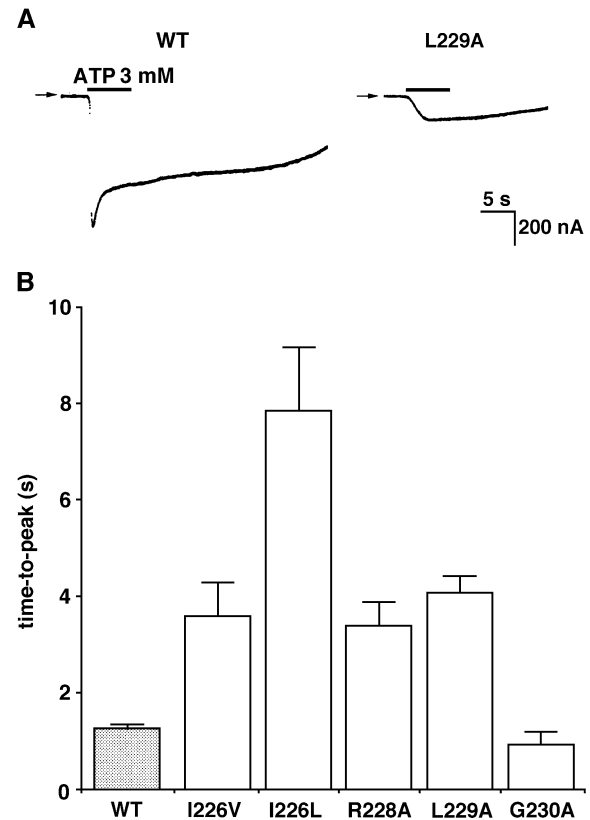 A
WT
L229A
ATP 3 mM
5 s
200 nA
B
time-to-peak (s)
10
8
6
4
2
0
WT I226V I226L R228A L229A G230A